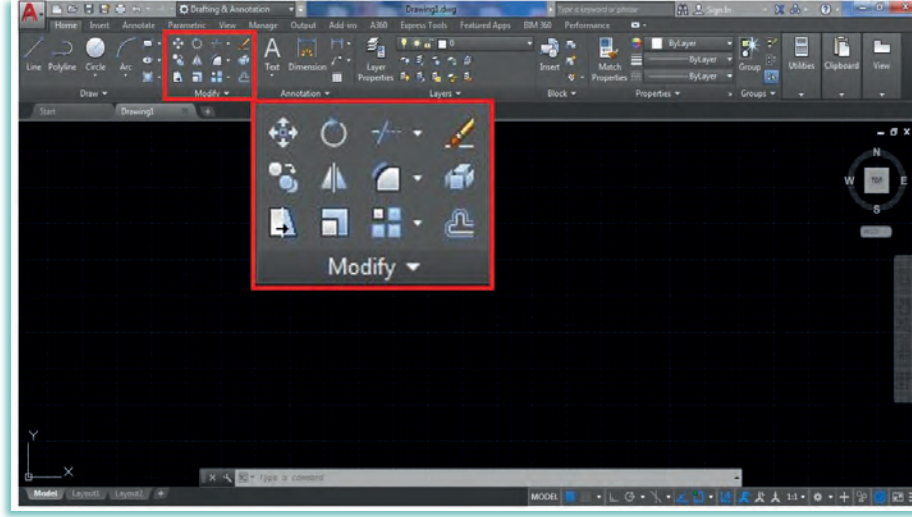 A Drafting & Annotation Drawing1.dwg Type a keyword or phrase Sign In
Home Insert Annotate Parametric View Manage Output Add-ins A360 Express Tools Featured Apps BIM 360 Performance
Line Polyline Circle Arc A Text Dimension Layer Properties 0 Insert Match Properties ByLayer ByLayer ByLayer Group Utilities Clipboard View
Draw Modify Annotation Layers Block Properties Groups
Start Drawing1
Modify
N
W TOP E
S
Y
X
Type a command
Model Layout1 Layout2 + MODEL 1:1